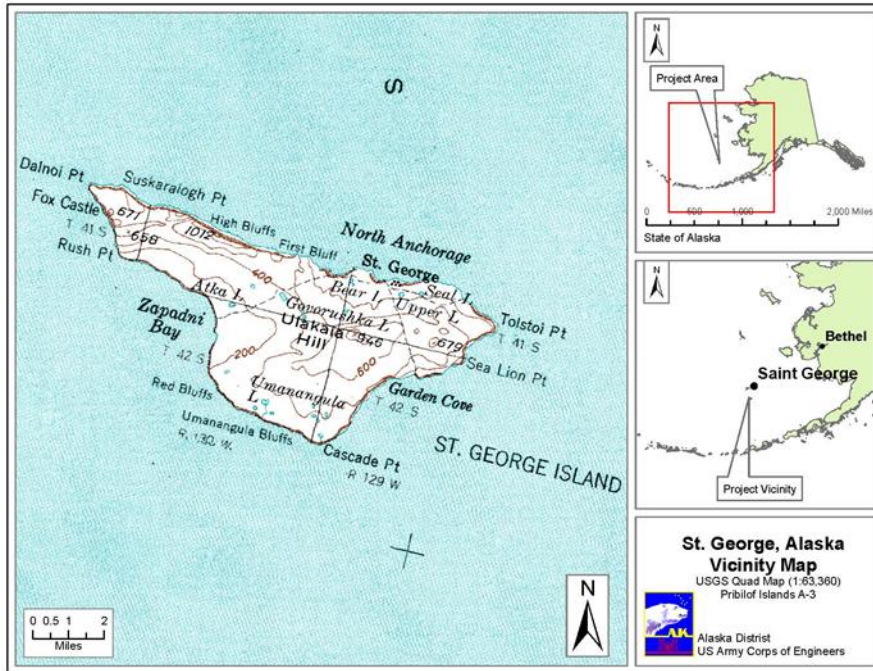 S
Dalnoi Pt
Suskaralogh Pt
Fox Castle
671
T 41 S
658
1012
High Bluffs
First Bluff
North Anchorage
St. George
Rush Pt
400
Bear L
Seal L
Upper L
Atka L
Govorushka L
Tolstoi Pt
T 41 S
Zapadni
Bay
Ulakaia
Hill
946
679
Sea Lion Pt
T 42 S
200
600
Garden Cove
T 42 S
Red Bluffs
Umanangula
L
Umanangula Bluffs
R 130 W
Cascade Pt
R 129 W
ST. GEORGE ISLAND
N
0 0.5 1 2
Miles
N
Project Area
0 500 1,000 2,000 Miles
State of Alaska
N
Bethel
Saint George
Project Vicinity
St. George, Alaska
Vicinity Map
USGS Quad Map (1:63,360)
Pribilof Islands A-3
AK
Alaska District
US Army Corps of Engineers